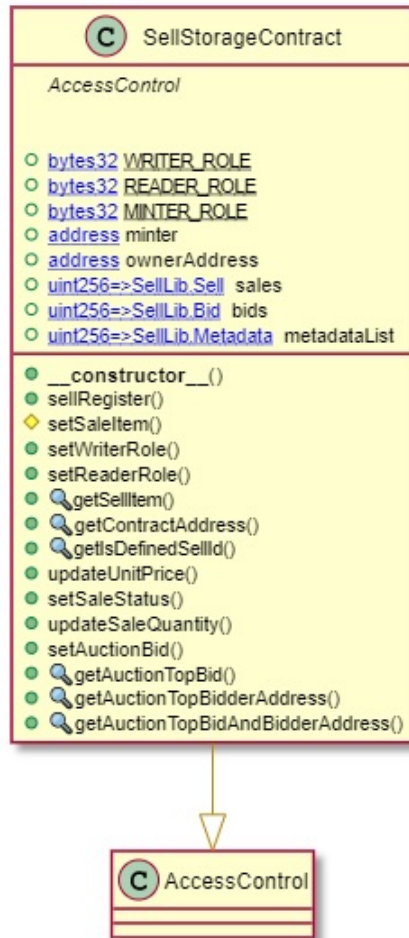 C SellStorageContract
AccessControl
bytes32 WRITER_ROLE
bytes32 READER_ROLE
bytes32 MINTER_ROLE
address minter
address ownerAddress
uint256=>SellLib.Sell sales
uint256=>SellLib.Bid bids
uint256=>SellLib.Metadata metadataList
__constructor__()
sellRegister()
setSaleItem()
setWriterRole()
setReaderRole()
getSellItem()
getContractAddress()
getIsDefinedSellId()
updateUnitPrice()
setSaleStatus()
updateSaleQuantity()
setAuctionBid()
getAuctionTopBid()
getAuctionTopBidderAddress()
getAuctionTopBidAndBidderAddress()
C AccessControl